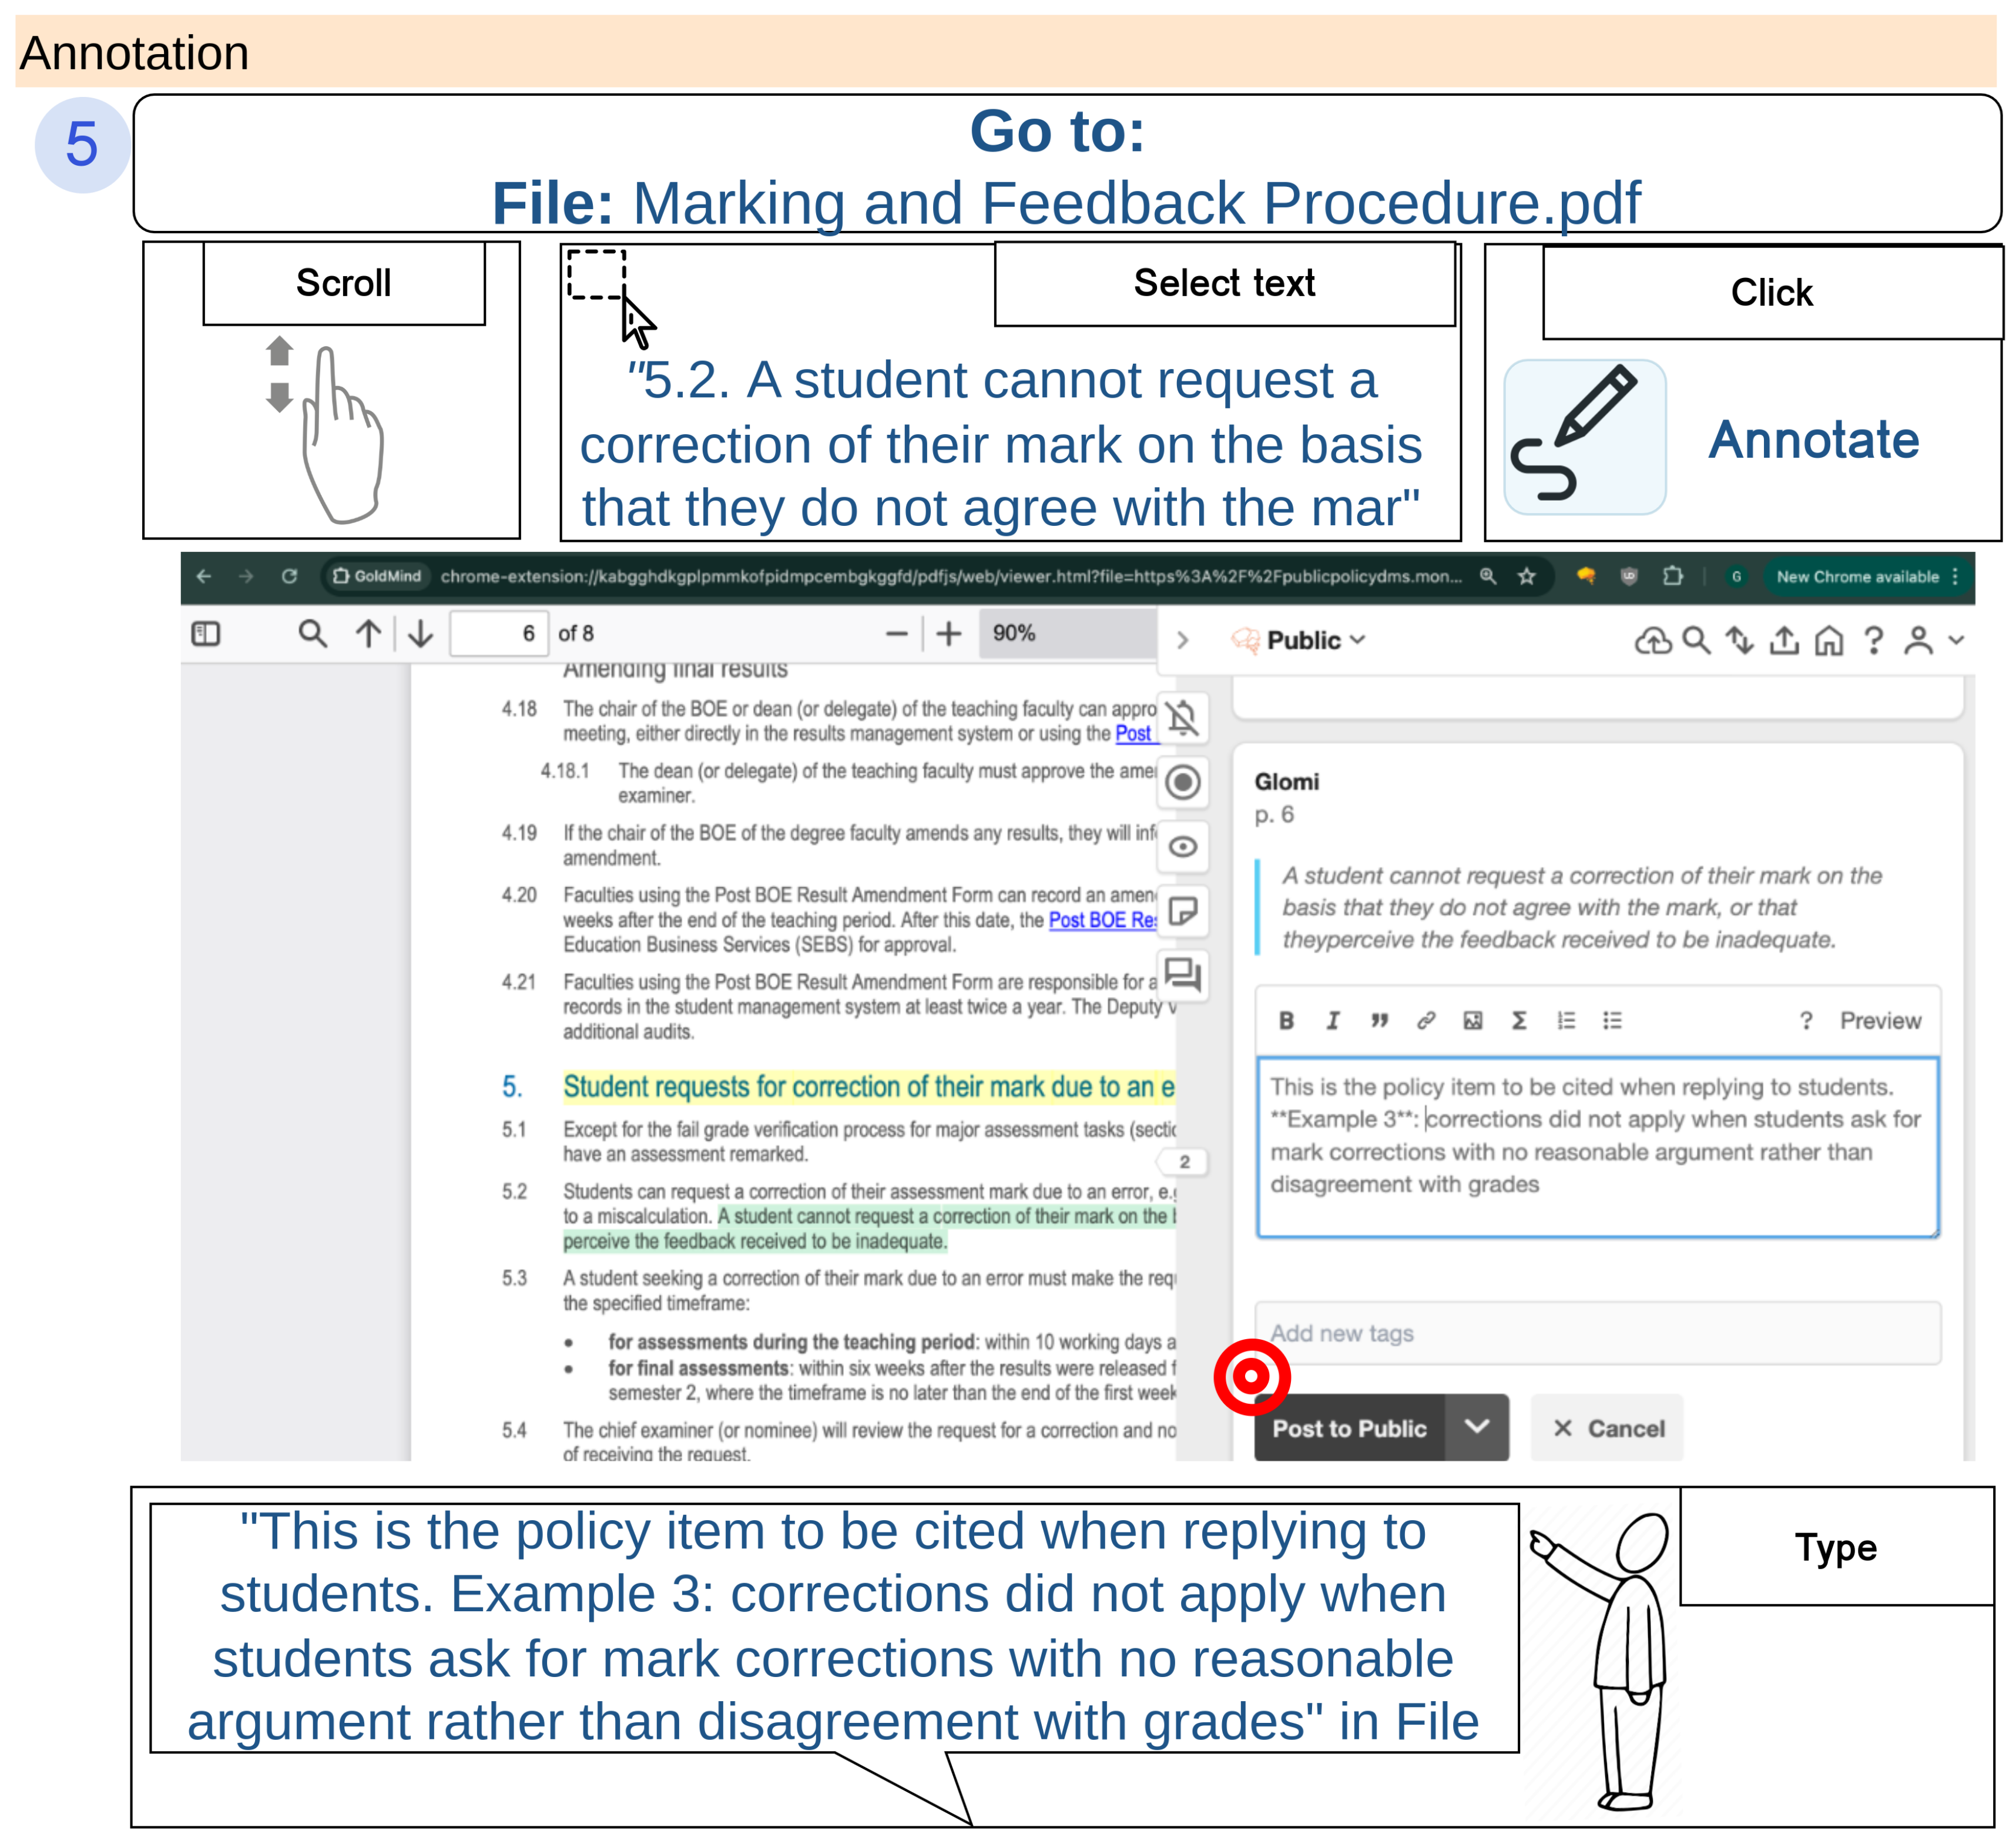 Annotation
5
Go to:
File: Marking and Feedback Procedure.pdf
Scroll
Select text
"5.2. A student cannot request a
correction of their mark on the basis
that they do not agree with the mar"
Click
Annotate
GoldMind
chrome-extension://kabgghdkgplpmmkofpidmpcembgkggfd/pdfjs/web/viewer.html?file=https%3A%2F%2Fpublicpolicydms.mon...
G
New Chrome available
6 of 8
90%
Public
?
Amending final results
4.18 The chair of the BOE or dean (or delegate) of the teaching faculty can appro
meeting, either directly in the results management system or using the Post
4.18.1 The dean (or delegate) of the teaching faculty must approve the amen
examiner.
4.19 If the chair of the BOE of the degree faculty amends any results, they will info
amendment.
4.20 Faculties using the Post BOE Result Amendment Form can record an amen
weeks after the end of the teaching period. After this date, the Post BOE Res
Education Business Services (SEBS) for approval.
4.21 Faculties using the Post BOE Result Amendment Form are responsible for a
records in the student management system at least twice a year. The Deputy V
additional audits.
5. Student requests for correction of their mark due to an e
5.1 Except for the fail grade verification process for major assessment tasks (sectio
have an assessment remarked.
2
5.2 Students can request a correction of their assessment mark due to an error, e.g
to a miscalculation. A student cannot request a correction of their mark on the b
perceive the feedback received to be inadequate.
5.3 A student seeking a correction of their mark due to an error must make the requ
the specified timeframe:
• for assessments during the teaching period: within 10 working days a
• for final assessments: within six weeks after the results were released f
semester 2, where the timeframe is no later than the end of the first week
5.4 The chief examiner (or nominee) will review the request for a correction and no
of receiving the request.
Glomi
p. 6
A student cannot request a correction of their mark on the
basis that they do not agree with the mark, or that
theyperceive the feedback received to be inadequate.
B I ? Preview
This is the policy item to be cited when replying to students.
**Example 3**: corrections did not apply when students ask for
mark corrections with no reasonable argument rather than
disagreement with grades
Add new tags
Post to Public
Cancel
"This is the policy item to be cited when replying to
students. Example 3: corrections did not apply when
students ask for mark corrections with no reasonable
argument rather than disagreement with grades" in File
Type